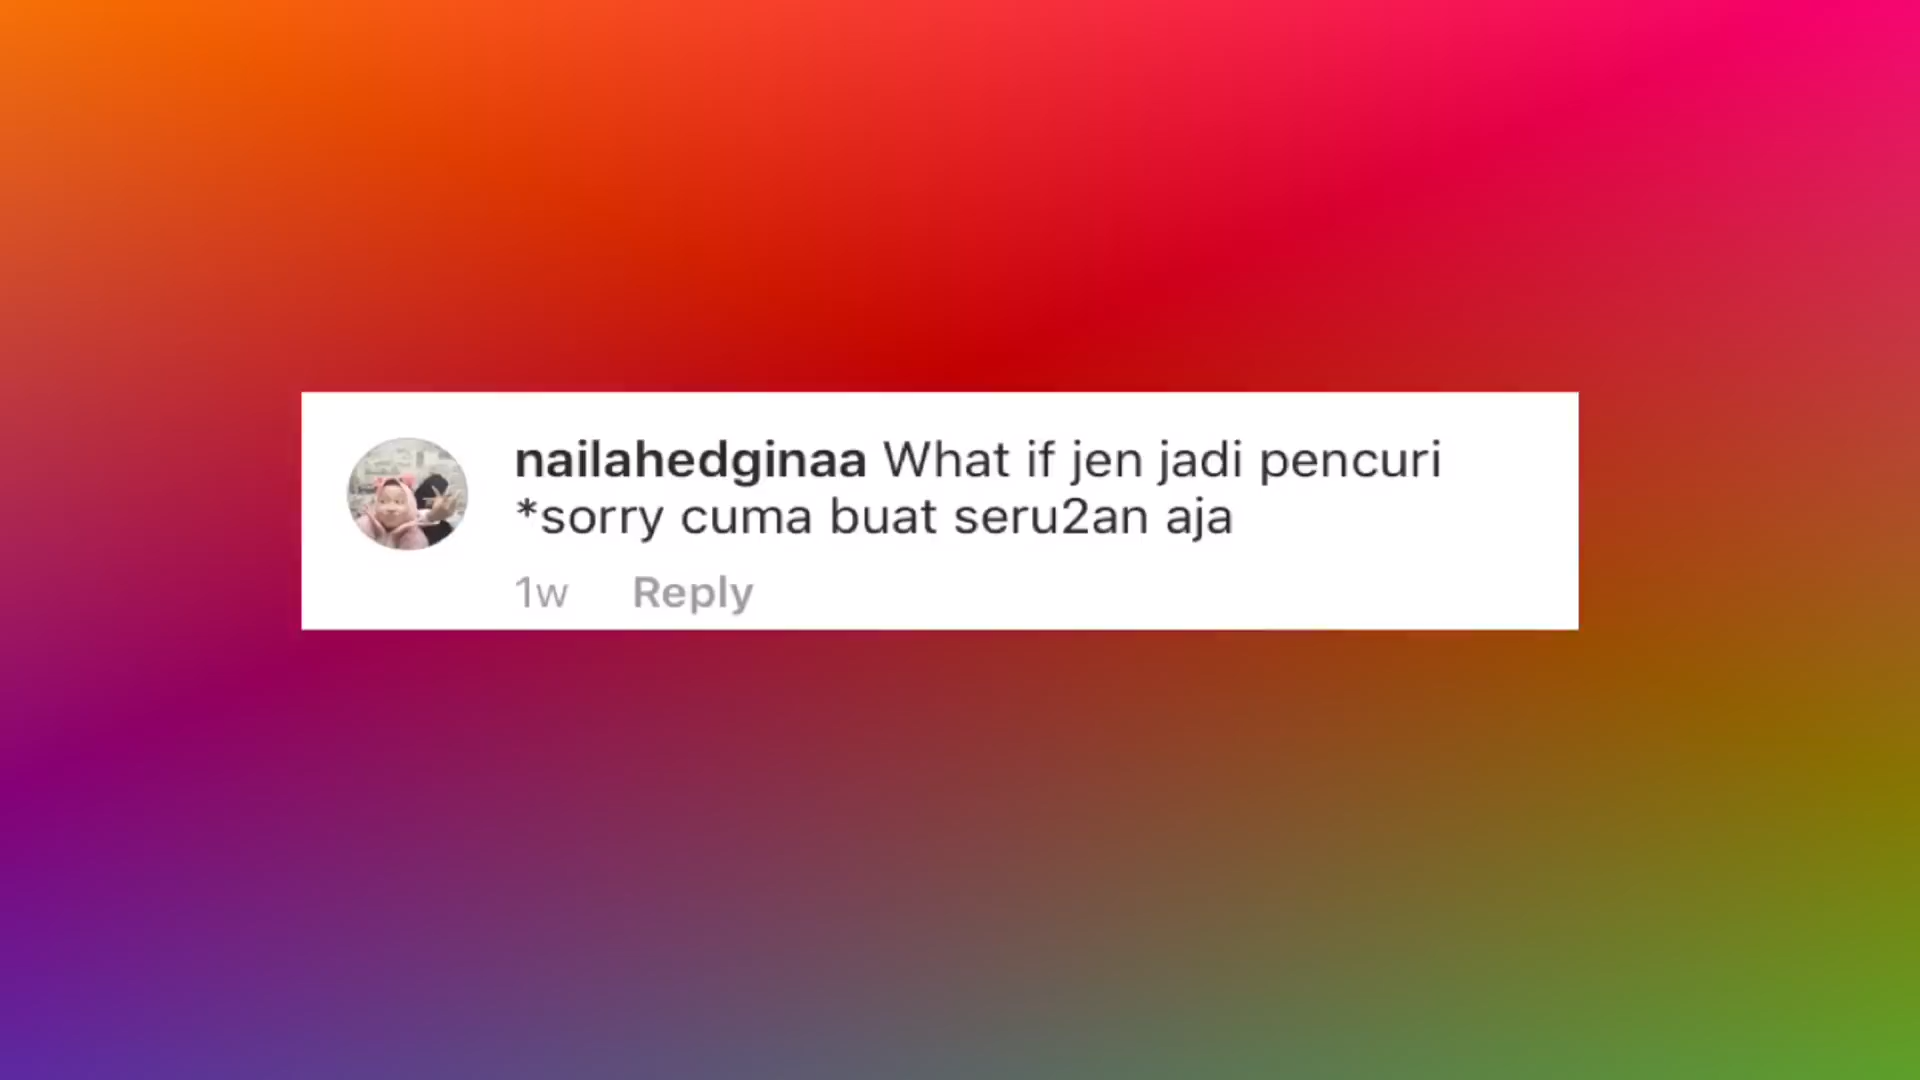 nailahedginaa What if jen jadi pencuri
*sorry cuma buat seru2an aja
1w Reply